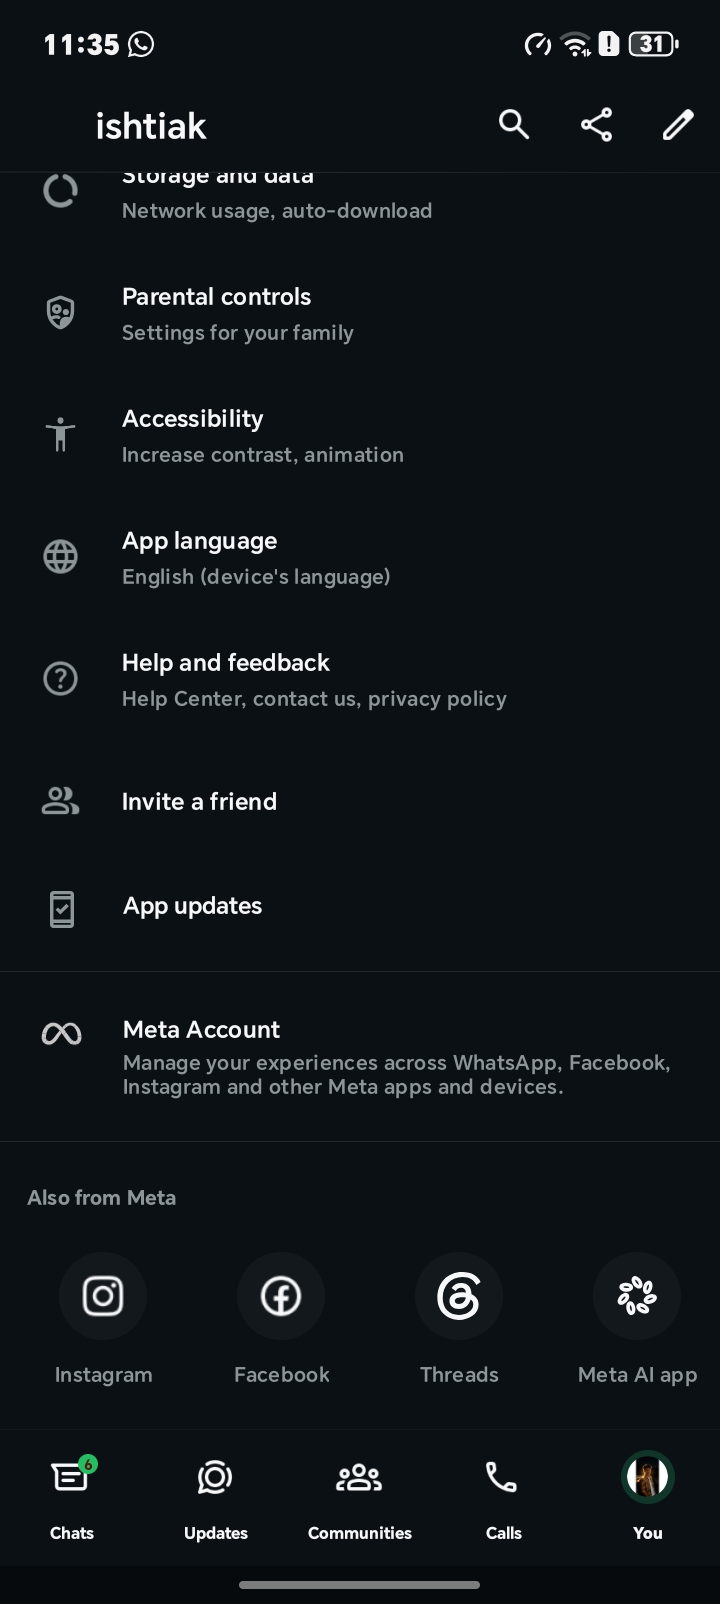 11:35
31
ishtiak
Storage and data
Network usage, auto-download
Parental controls
Settings for your family
Accessibility
Increase contrast, animation
App language
English (device's language)
Help and feedback
Help Center, contact us, privacy policy
Invite a friend
App updates
Meta Account
Manage your experiences across WhatsApp, Facebook,
Instagram and other Meta apps and devices.
Also from Meta
Instagram Facebook Threads Meta AI app
6
Chats Updates Communities Calls You